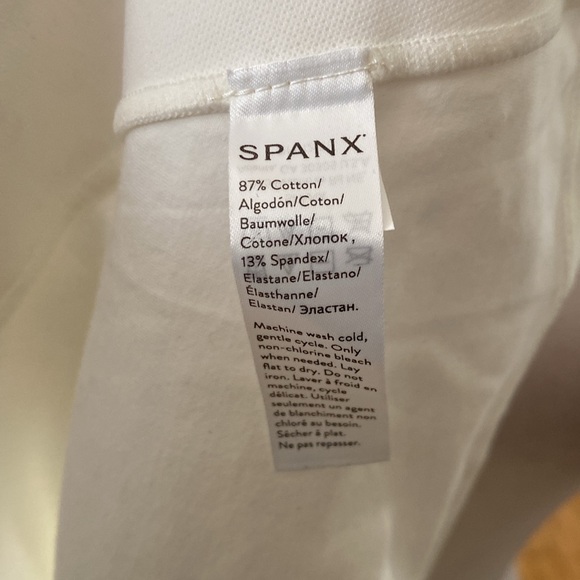 SPANX
87% Cotton/
Algodón/Coton/
Baumwolle/
Cotone/Хлопок,
13% Spandex/
Elastane/Elastano/
Élasthanne/
Elastan/ Эластан.
Machine wash cold,
gentle cycle. Only
non-chlorine bleach
when needed. Lay
flat to dry. Do not
iron. Laver à froid en
machine, cycle
délicat. Utiliser
seulement un agent
de blanchiment non
chloré au besoin.
Sécher à plat.
Ne pas repasser.